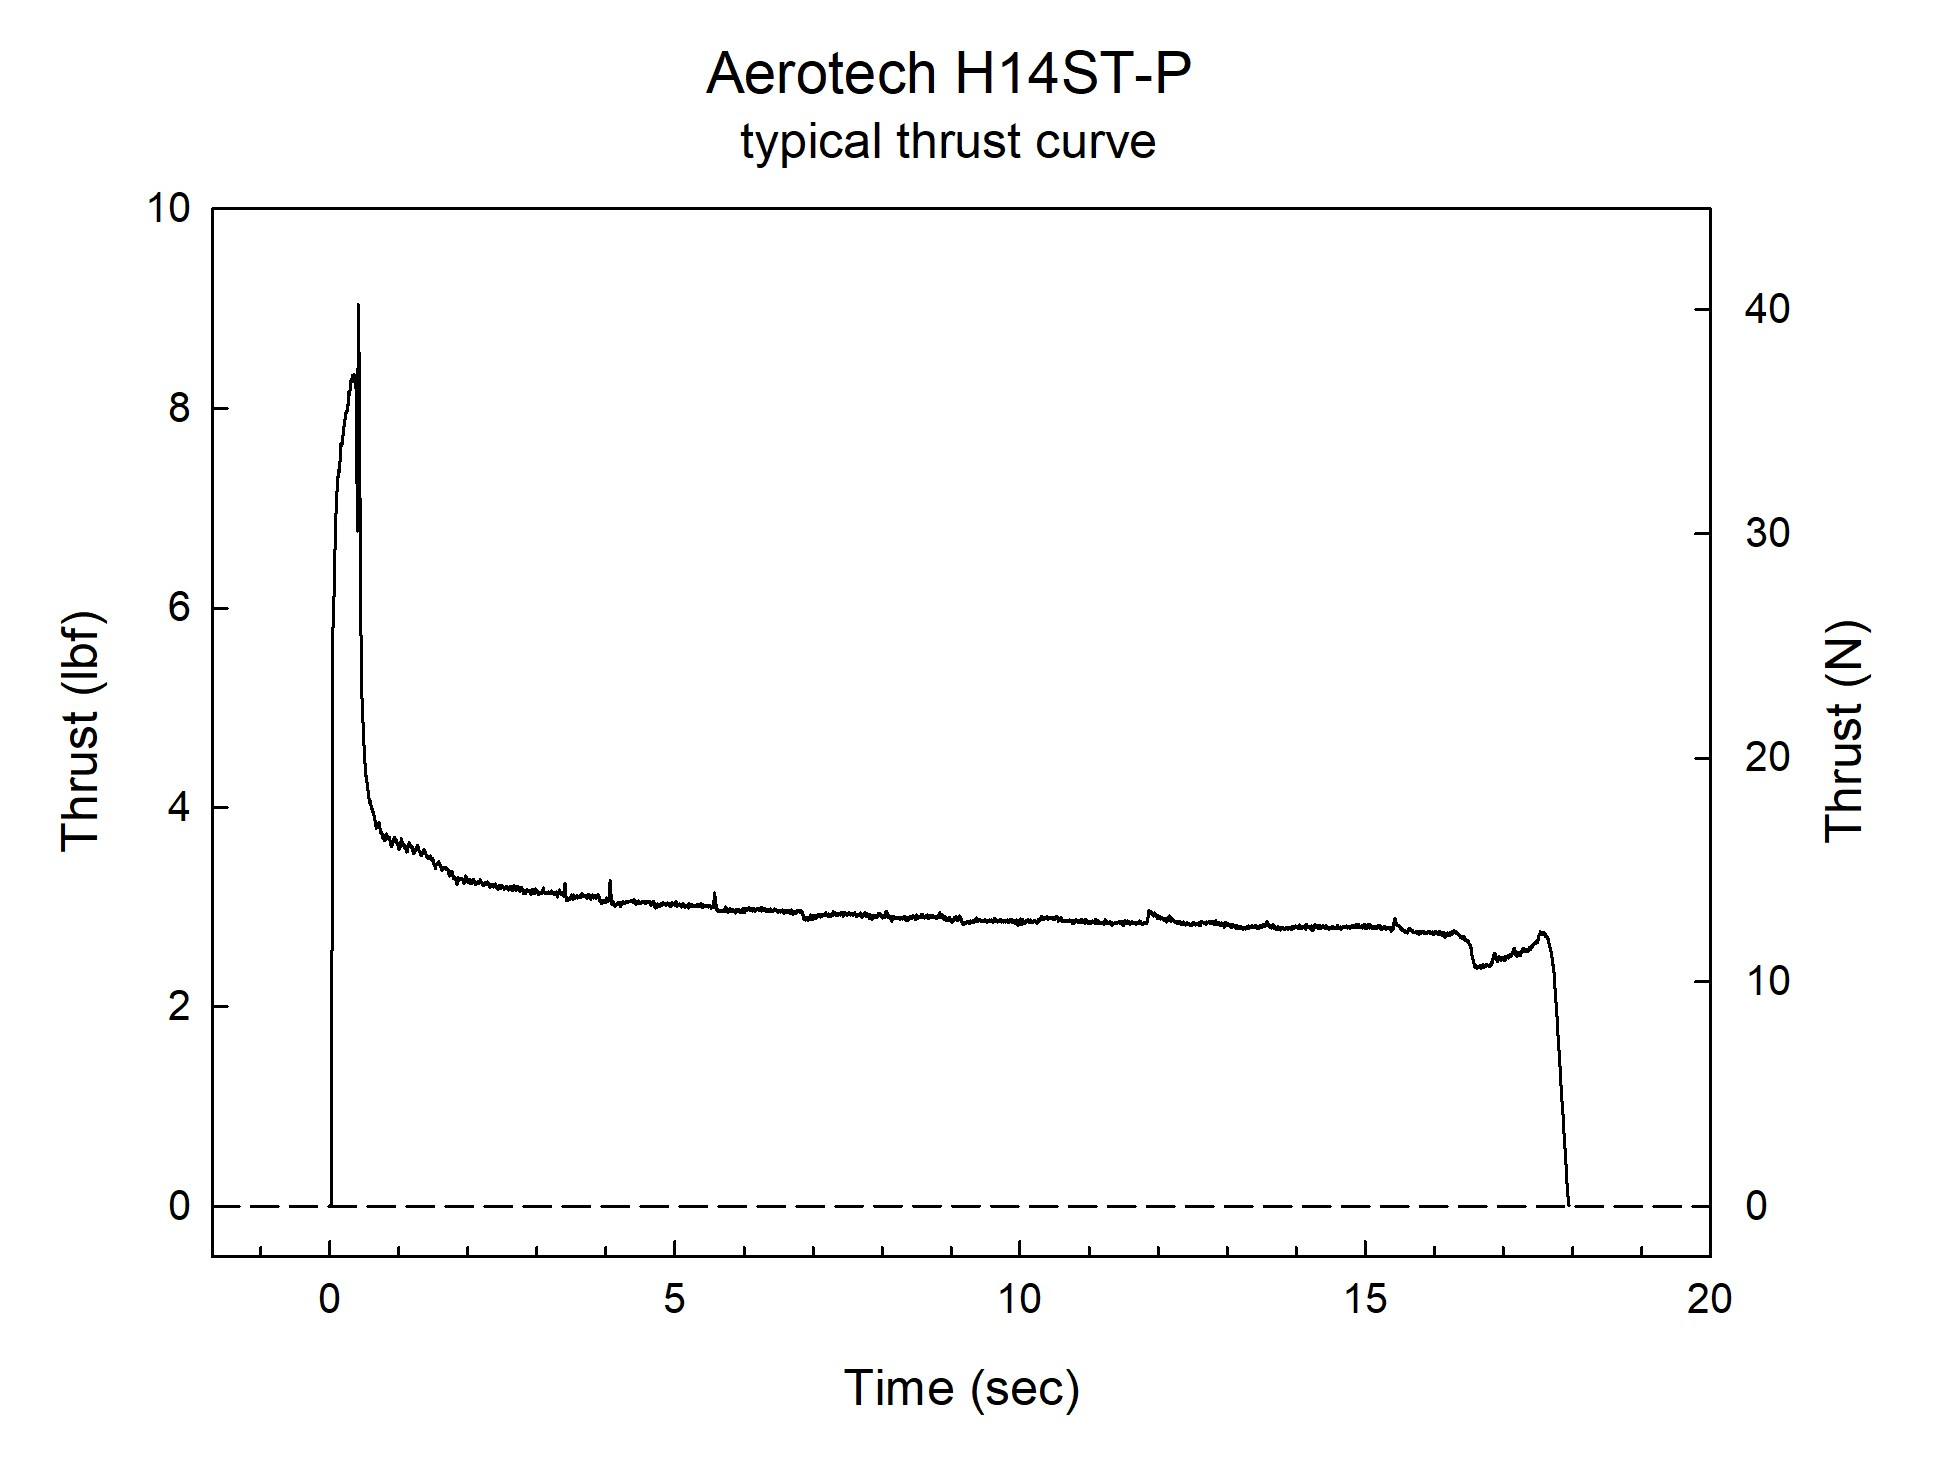 Aerotech H14ST-P
typical thrust curve
10
8
6
4
2
0
Thrust (lbf)
40
30
20
10
0
Thrust (N)
0 5 10 15 20
Time (sec)